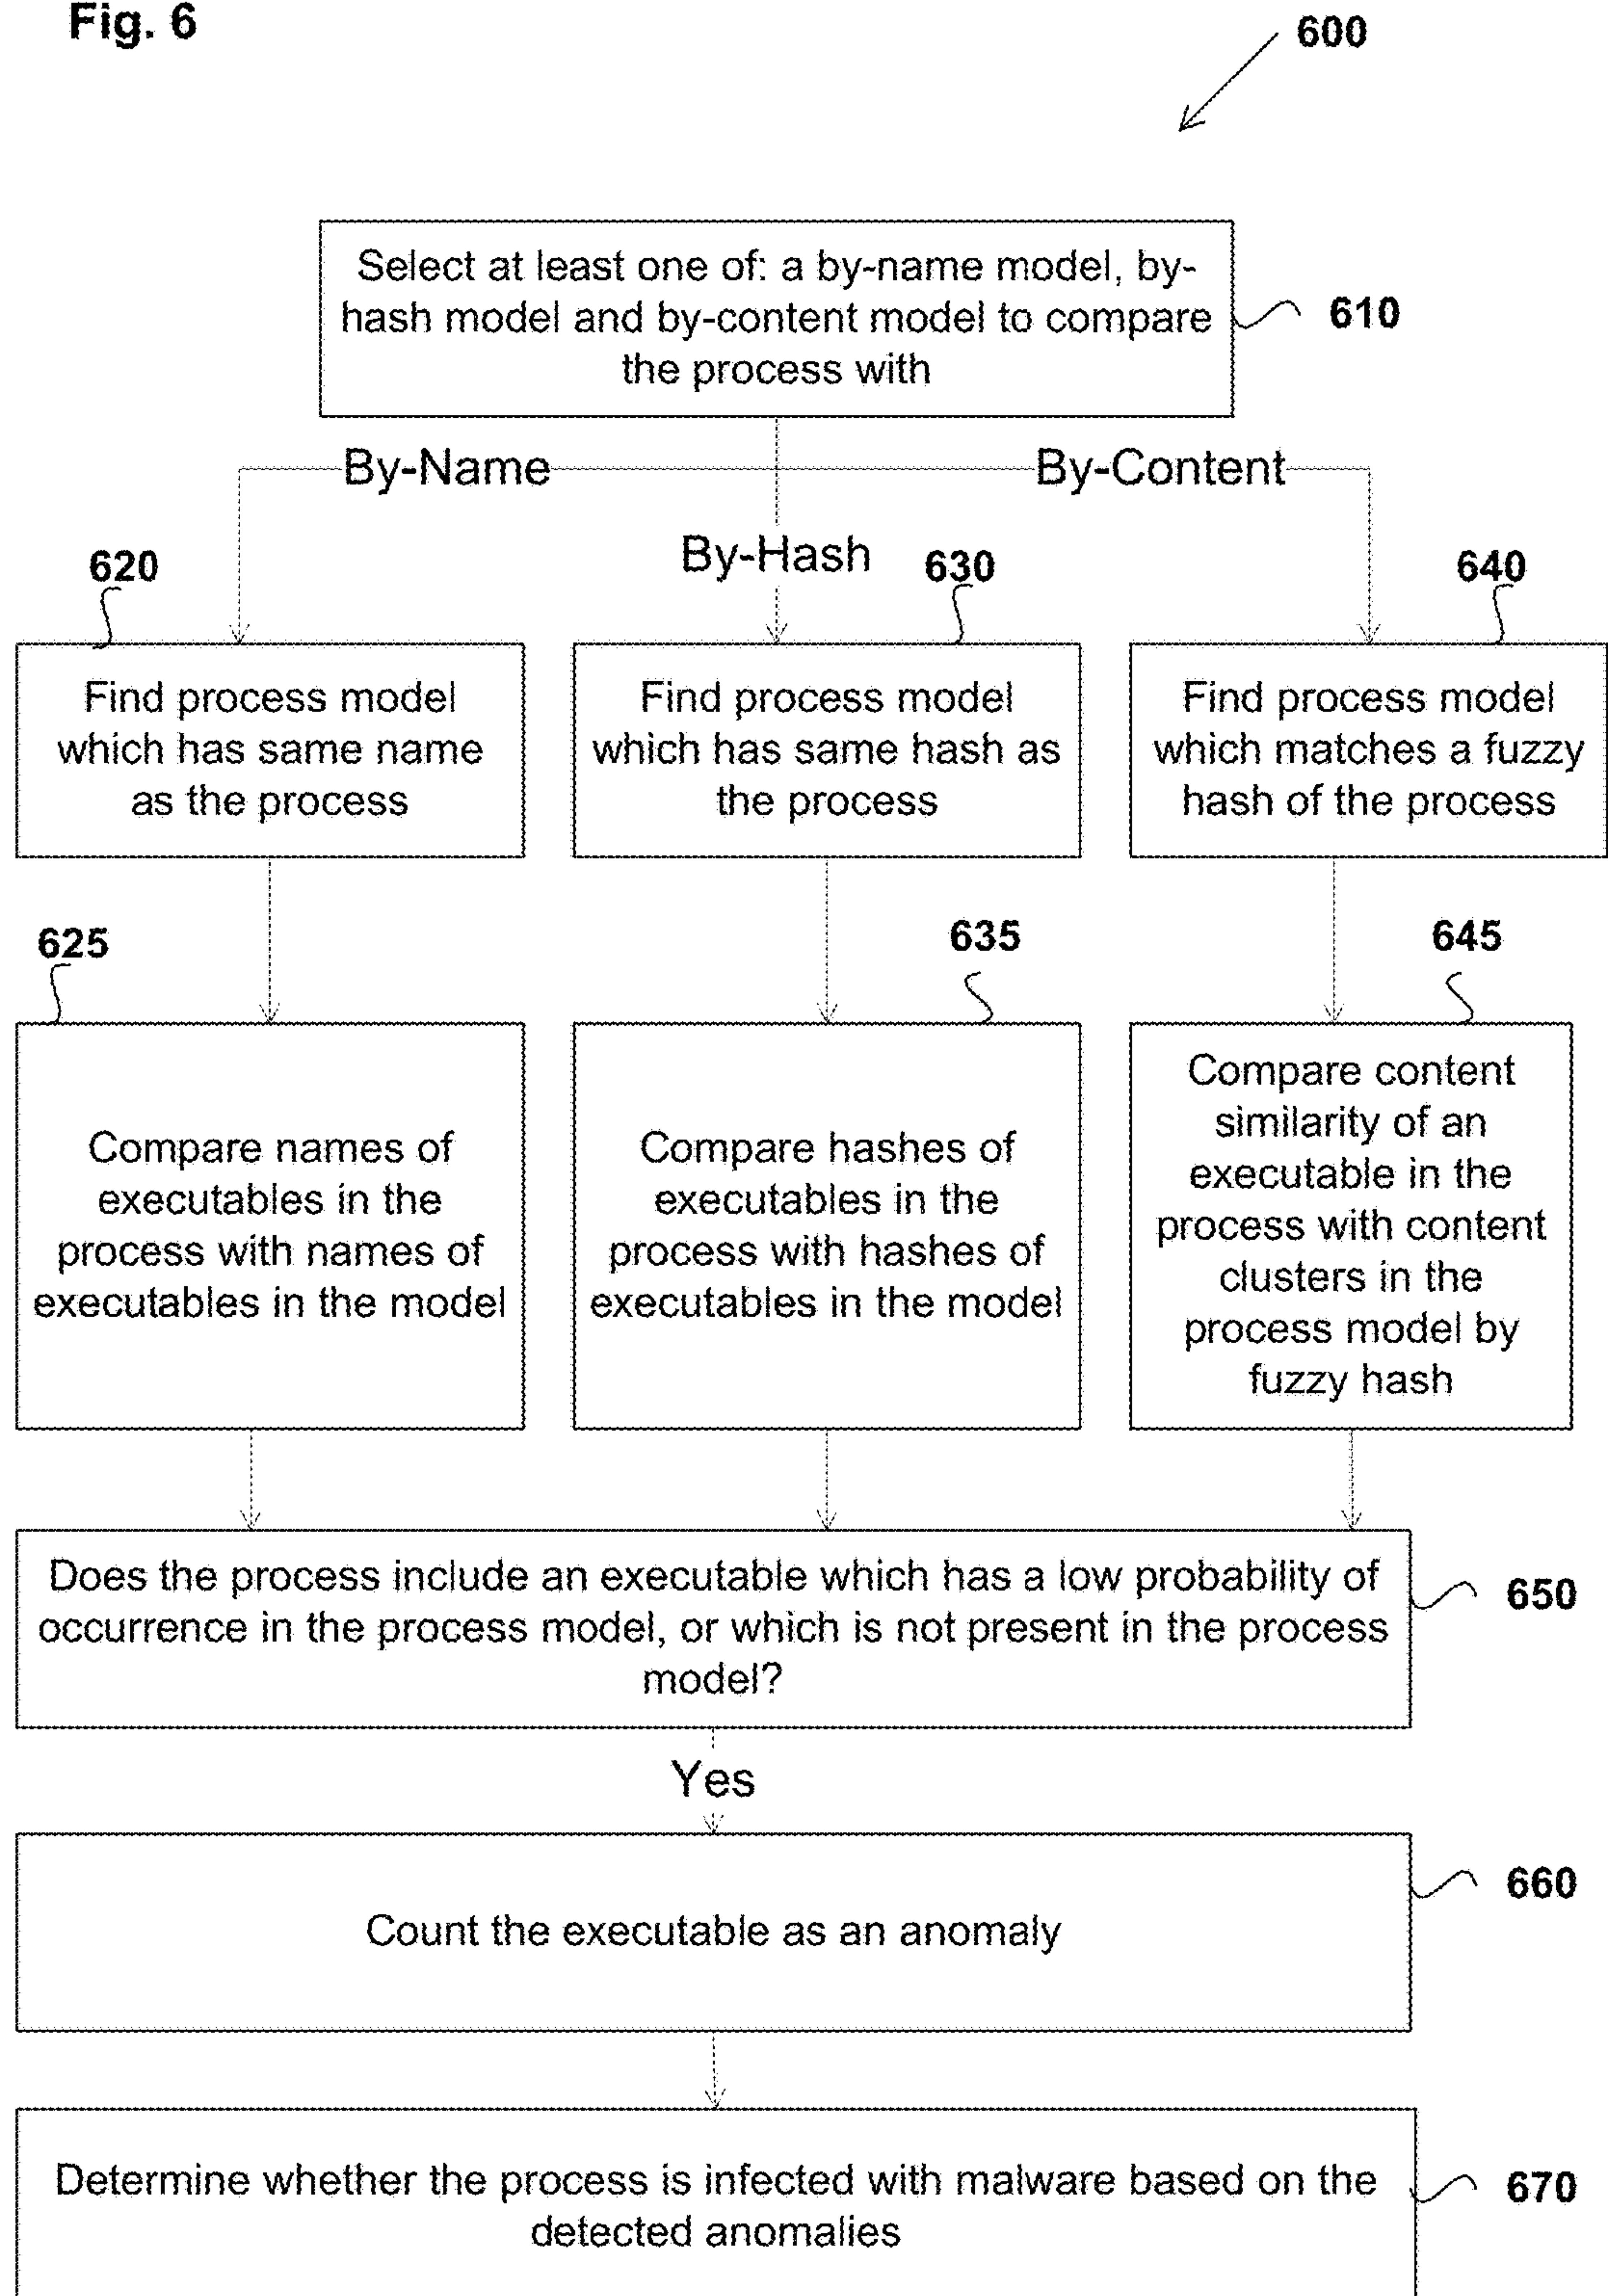 Fig. 6
600
Select at least one of: a by-name model, by-
hash model and by-content model to compare
the process with
610
By-Name
By-Content
By-Hash
620
630
640
Find process model
which has same name
as the process
Find process model
which has same hash as
the process
Find process model
which matches a fuzzy
hash of the process
625
635
645
Compare names of
executables in the
process with names of
executables in the model
Compare hashes of
executables in the
process with hashes of
executables in the model
Compare content
similarity of an
executable in the
process with content
clusters in the
process model by
fuzzy hash
Does the process include an executable which has a low probability of
occurrence in the process model, or which is not present in the process
model?
650
Yes
Count the executable as an anomaly
660
Determine whether the process is infected with malware based on the
detected anomalies
670